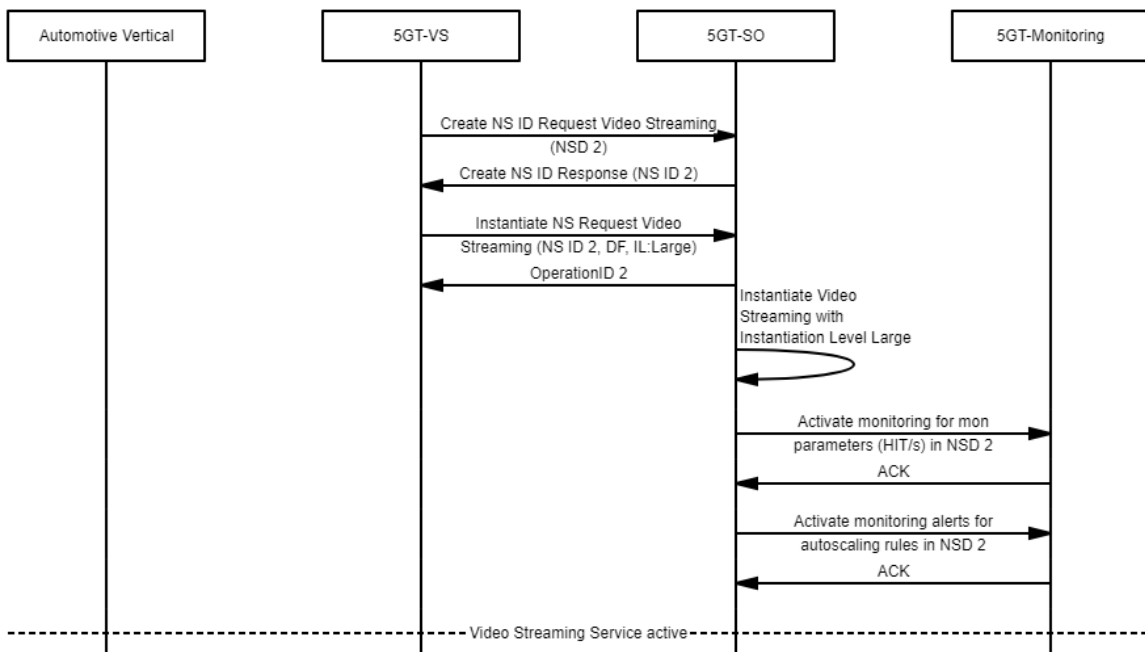 Automotive Vertical
5GT-VS
5GT-SO
5GT-Monitoring
Create NS ID Request Video Streaming
(NSD 2)
Create NS ID Response (NS ID 2)
Instantiate NS Request Video
Streaming (NS ID 2, DF, IL:Large)
OperationID 2
Instantiate Video
Streaming with
Instantiation Level Large
Activate monitoring for mon
parameters (HIT/s) in NSD 2
ACK
Activate monitoring alerts for
autoscaling rules in NSD 2
ACK
Video Streaming Service active